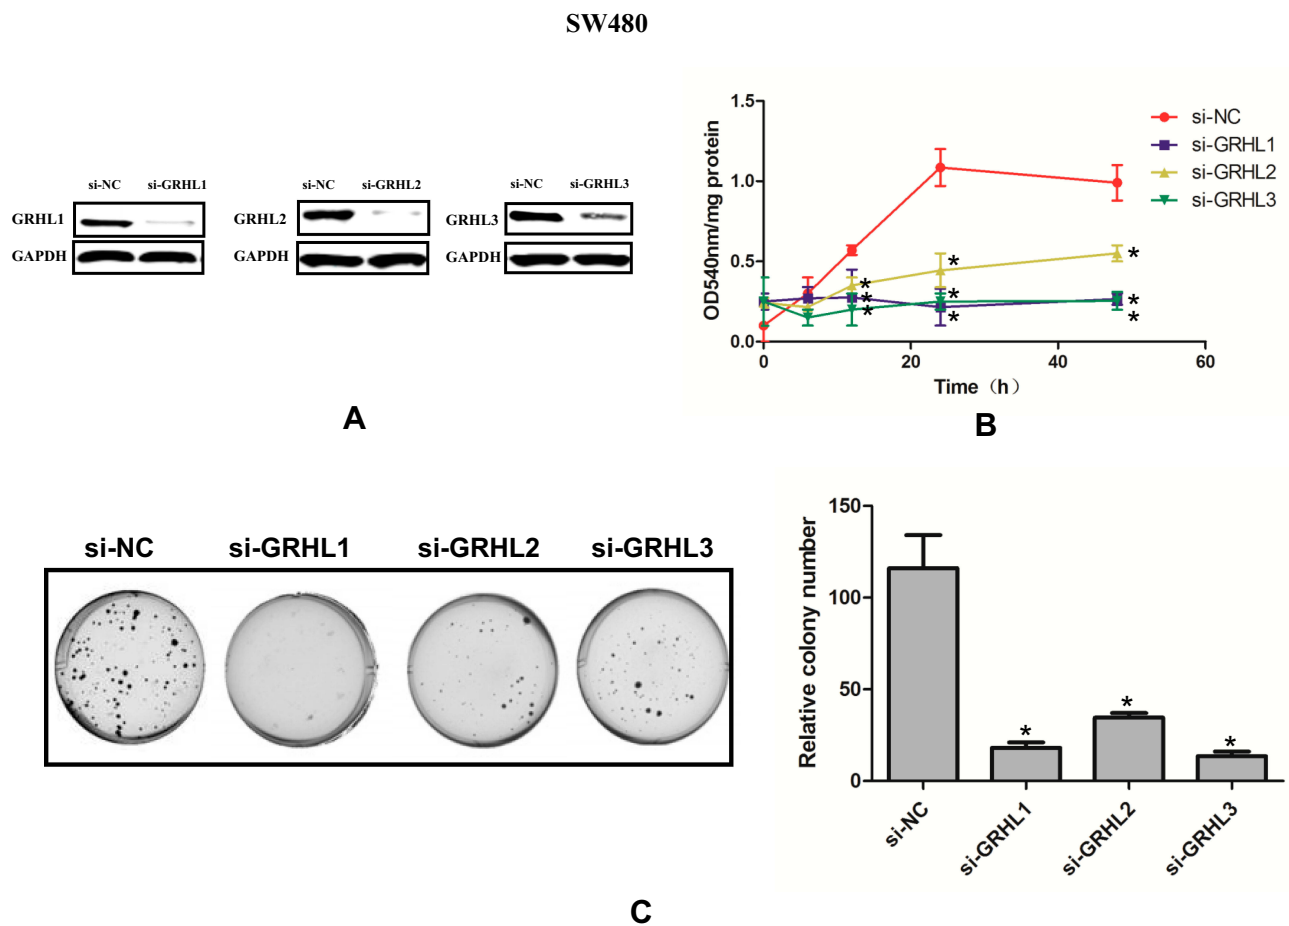 SW480
si-NC si-GRHL1
GRHL1
GAPDH
si-NC si-GRHL2
GRHL2
GAPDH
si-NC si-GRHL3
GRHL3
GAPDH
A
OD540nm/mg protein
1.5
1.0
0.5
0.0
0 20 40 60
Time（h）
si-NC
si-GRHL1
si-GRHL2
si-GRHL3
* * * *
* * *
* *
B
si-NC si-GRHL1 si-GRHL2 si-GRHL3
Relative colony number
150
100
50
0
* * *
si-NC si-GRHL1 si-GRHL2 si-GRHL3
C